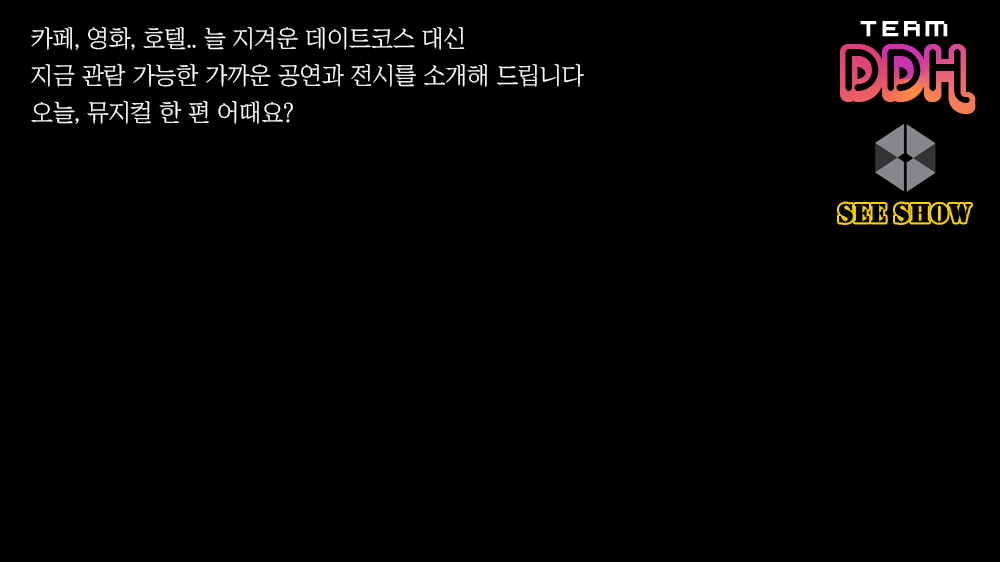 카페, 영화, 호텔.. 늘 지겨운 데이트코스 대신
지금 관람 가능한 가까운 공연과 전시를 소개해 드립니다
오늘, 뮤지컬 한 편 어때요?
TEAM
DDH
SEE SHOW